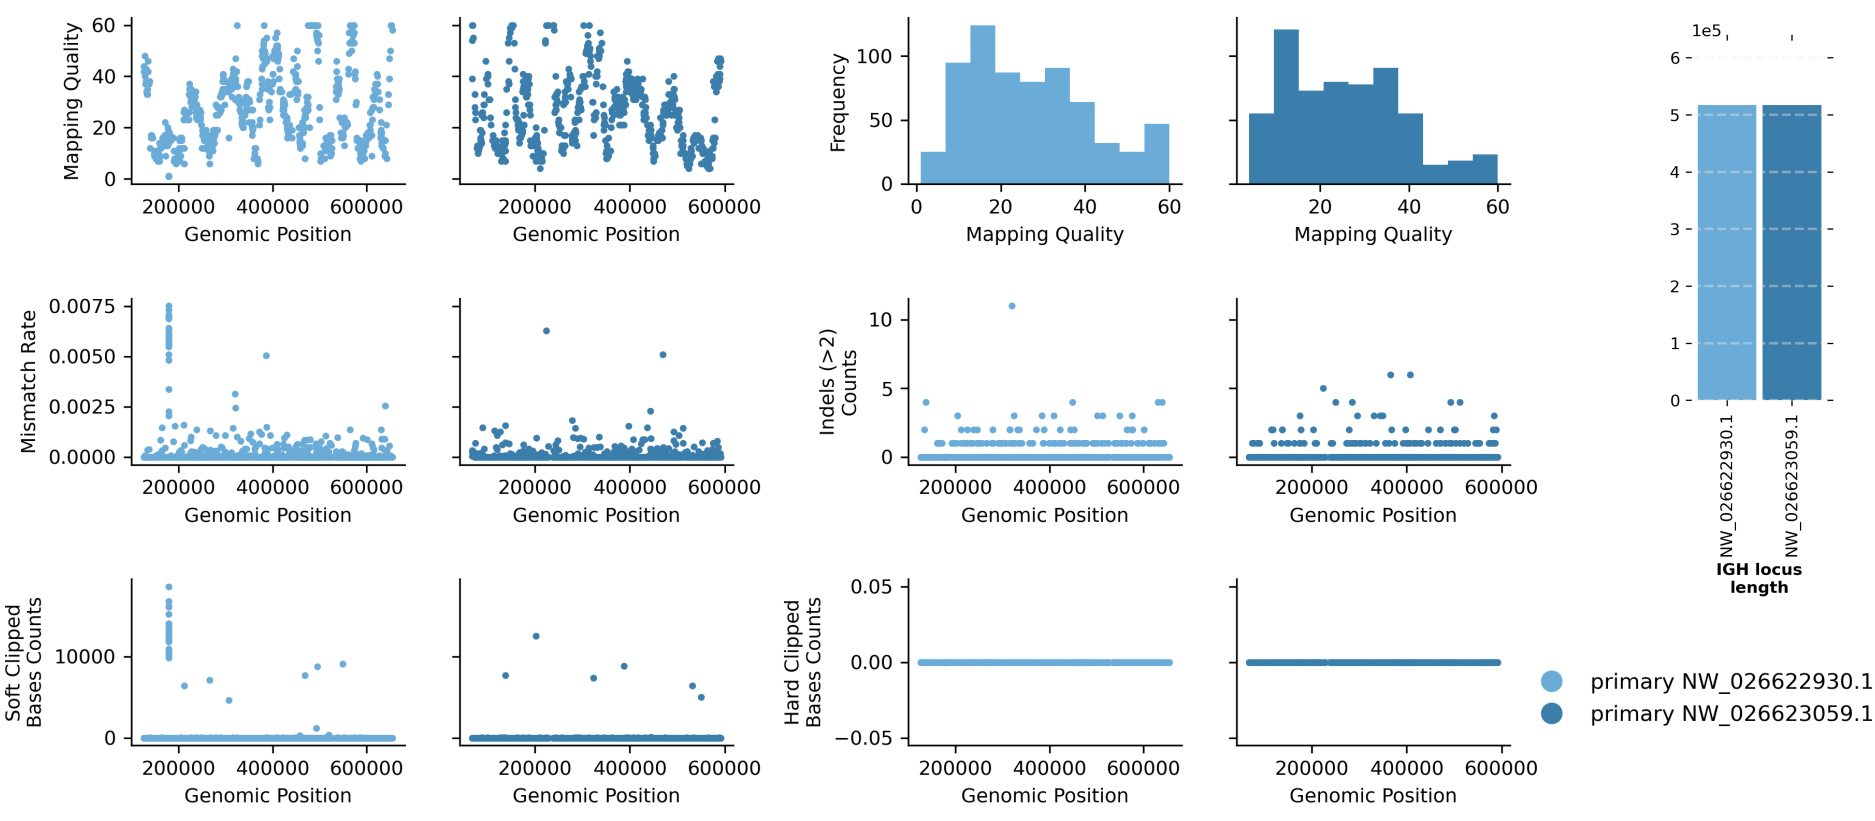 Mapping Quality
60
40
20
0
200000 400000 600000
Genomic Position
200000 400000 600000
Genomic Position
Frequency
100
50
0
0 20 40 60
Mapping Quality
20 40 60
Mapping Quality
1e5
6
5
4
3
2
1
0
NW_026622930.1
NW_026623059.1
IGH locus
length
Mismatch Rate
0.0075
0.0050
0.0025
0.0000
200000 400000 600000
Genomic Position
200000 400000 600000
Genomic Position
Indels (>2)
Counts
10
5
0
200000 400000 600000
Genomic Position
200000 400000 600000
Genomic Position
Soft Clipped
Bases Counts
10000
0
200000 400000 600000
Genomic Position
200000 400000 600000
Genomic Position
Hard Clipped
Bases Counts
0.05
0.00
−0.05
200000 400000 600000
Genomic Position
200000 400000 600000
Genomic Position
primary NW_026622930.1
primary NW_026623059.1